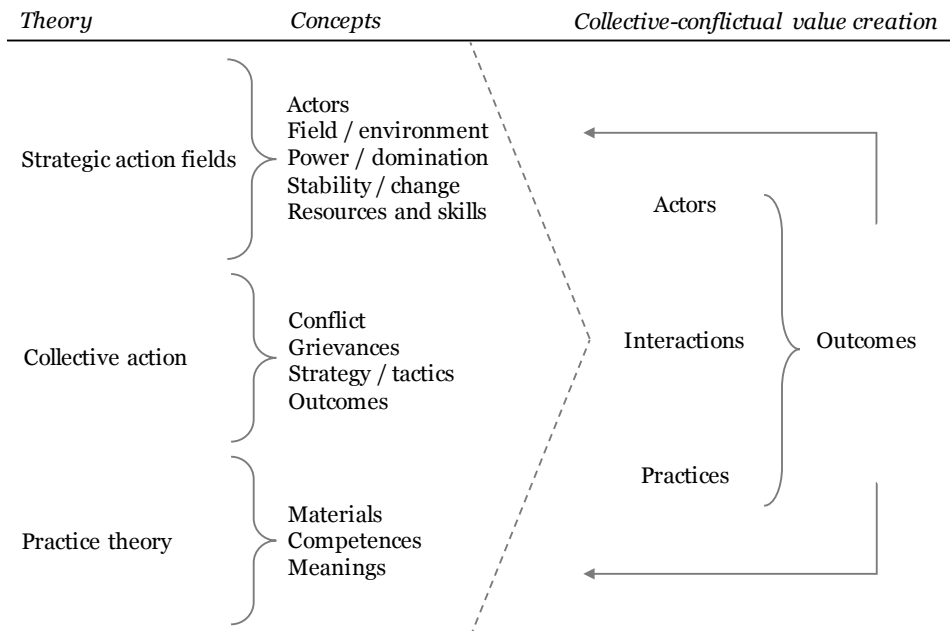 Theory
Concepts
Collective-conflictual value creation
Strategic action fields
Actors
Field / environment
Power / domination
Stability / change
Resources and skills
Collective action
Conflict
Grievances
Strategy / tactics
Outcomes
Practice theory
Materials
Competences
Meanings
Actors
Interactions
Practices
Outcomes